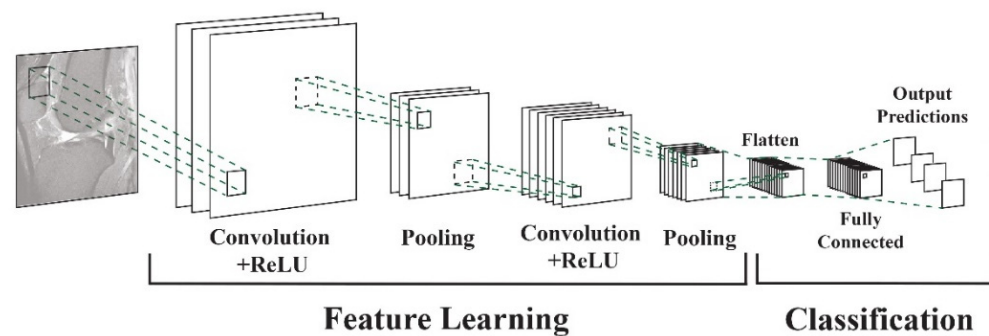 Convolution
+ReLU
Pooling
Convolution
+ReLU
Pooling
Flatten
Fully
Connected
Output
Predictions
Feature Learning
Classification